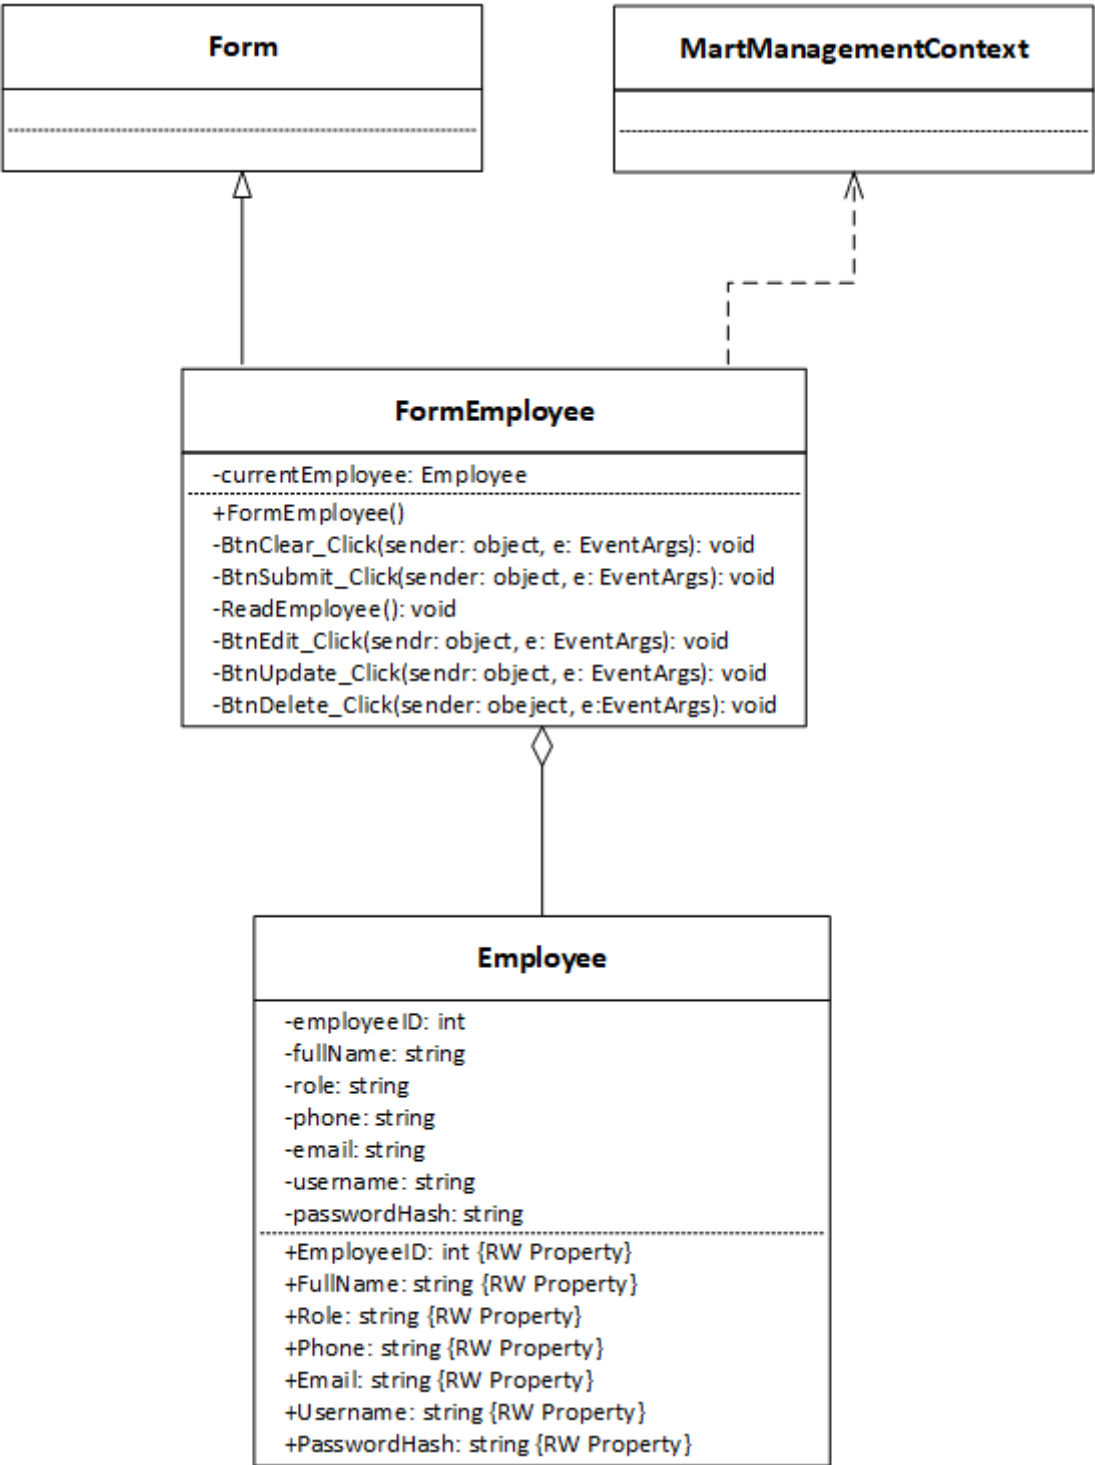 Form
MartManagementContext
FormEmployee
-currentEmployee: Employee
+FormEmployee()
-BtnClear_Click(sender: object, e: EventArgs): void
-BtnSubmit_Click(sender: object, e: EventArgs): void
-ReadEmployee(): void
-BtnEdit_Click(sendr: object, e: EventArgs): void
-BtnUpdate_Click(sendr: object, e: EventArgs): void
-BtnDelete_Click(sender: obeject, e:EventArgs): void
Employee
-employeeID: int
-fullName: string
-role: string
-phone: string
-email: string
-username: string
-passwordHash: string
+EmployeeID: int {RW Property}
+FullName: string {RW Property}
+Role: string {RW Property}
+Phone: string {RW Property}
+Email: string {RW Property}
+Username: string {RW Property}
+PasswordHash: string {RW Property}